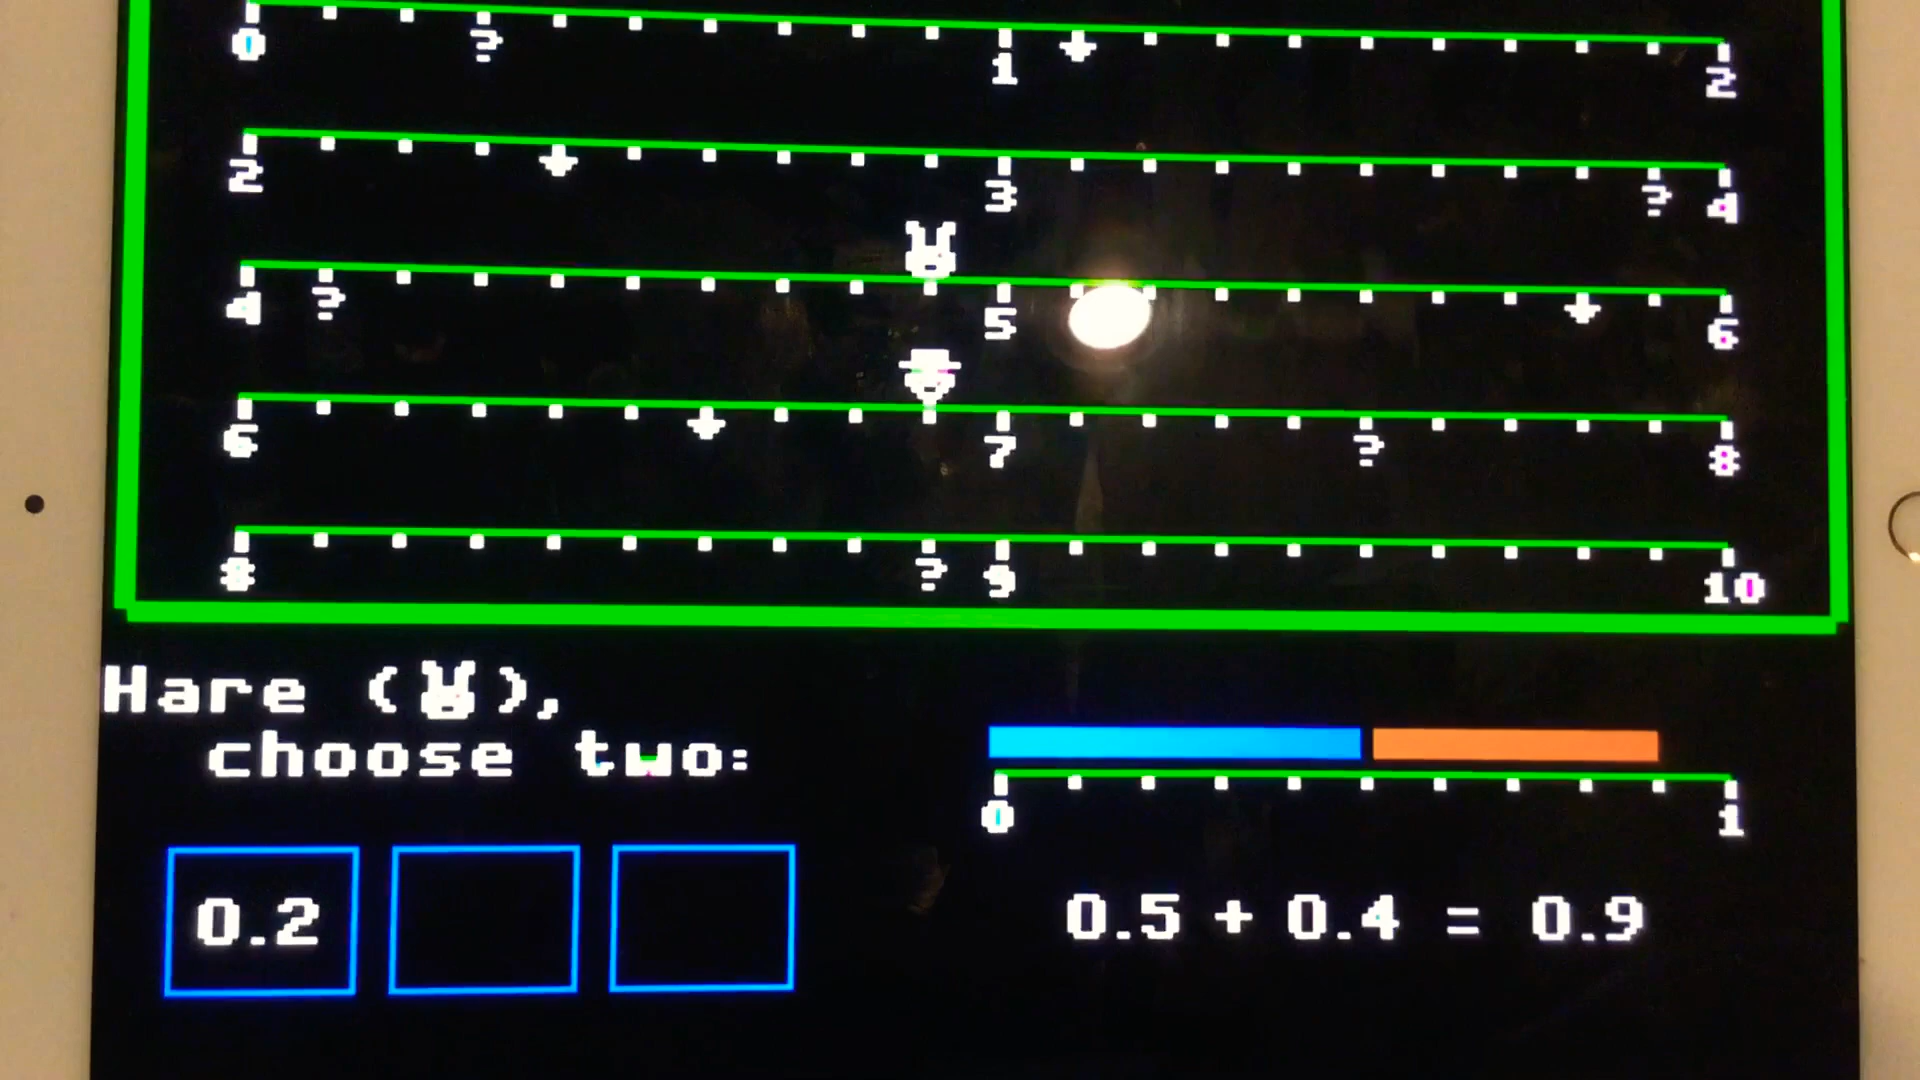 0 ? 1 2
2 3 ? 4
4 ? 5 6
6 7 ? 8
8 ? 9 10
Hare ( ),
choose two:
0 1
0.2
0.5 + 0.4 = 0.9